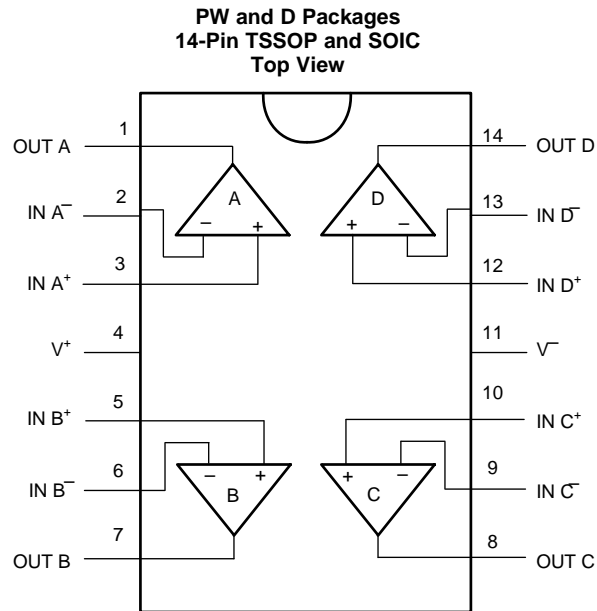 PW and D Packages
14-Pin TSSOP and SOIC
Top View
OUT A 1 14 OUT D
A D
IN A– 2 – + + – 13 IN D–
IN A+ 3 12 IN D+
V+ 4 11 V–
IN B+ 5 10 IN C+
IN B– 6 – + + – 9 IN C–
B C
OUT B 7 8 OUT C